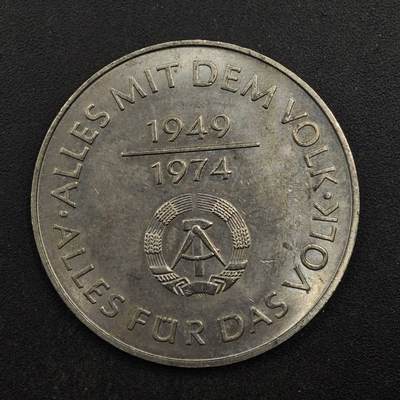 · ALLES MIT DEM VOLK ·
1949
1974
ALLES FÜR DAS VOLK